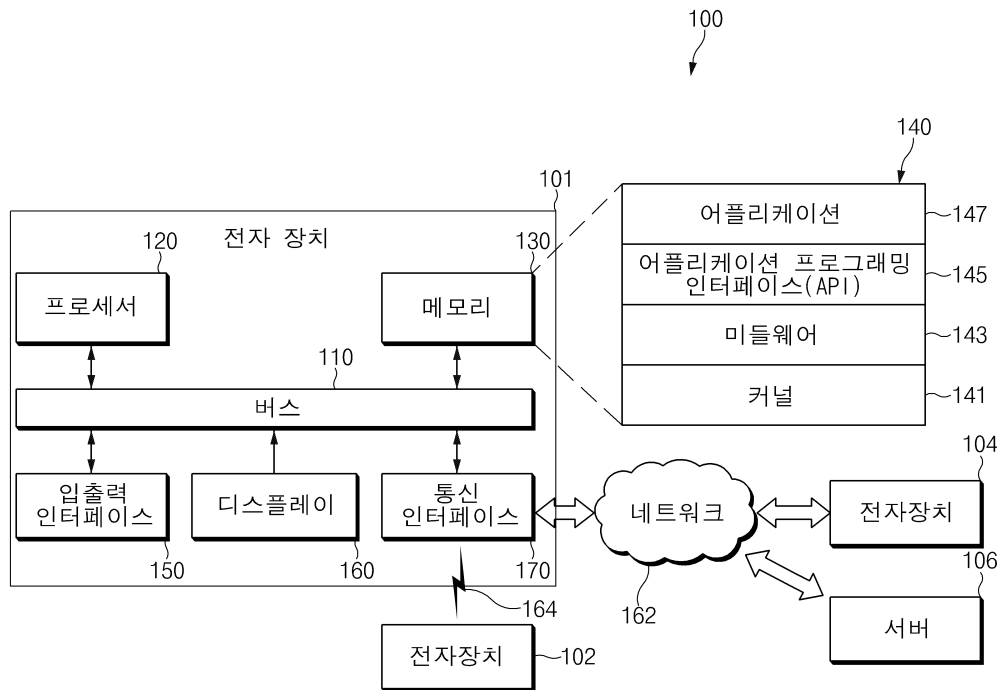 100
140
어플리케이션
147
어플리케이션 프로그래밍
인터페이스(API)
145
미들웨어
143
커널
141
101
전자 장치
120
프로세서
130
메모리
110
버스
입출력
인터페이스
150
디스플레이
160
통신
인터페이스
170
네트워크
162
104
전자장치
106
서버
164
전자장치
102